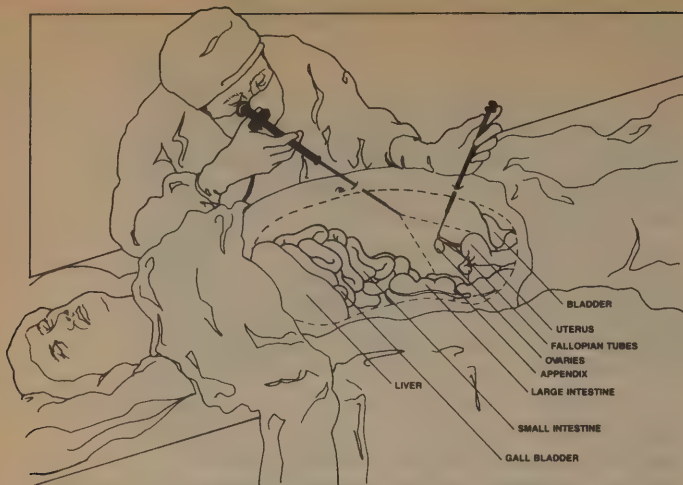 BLADDER
UTERUS
FALLOPIAN TUBES
OVARIES
APPENDIX
LIVER
LARGE INTESTINE
SMALL INTESTINE
GALL BLADDER